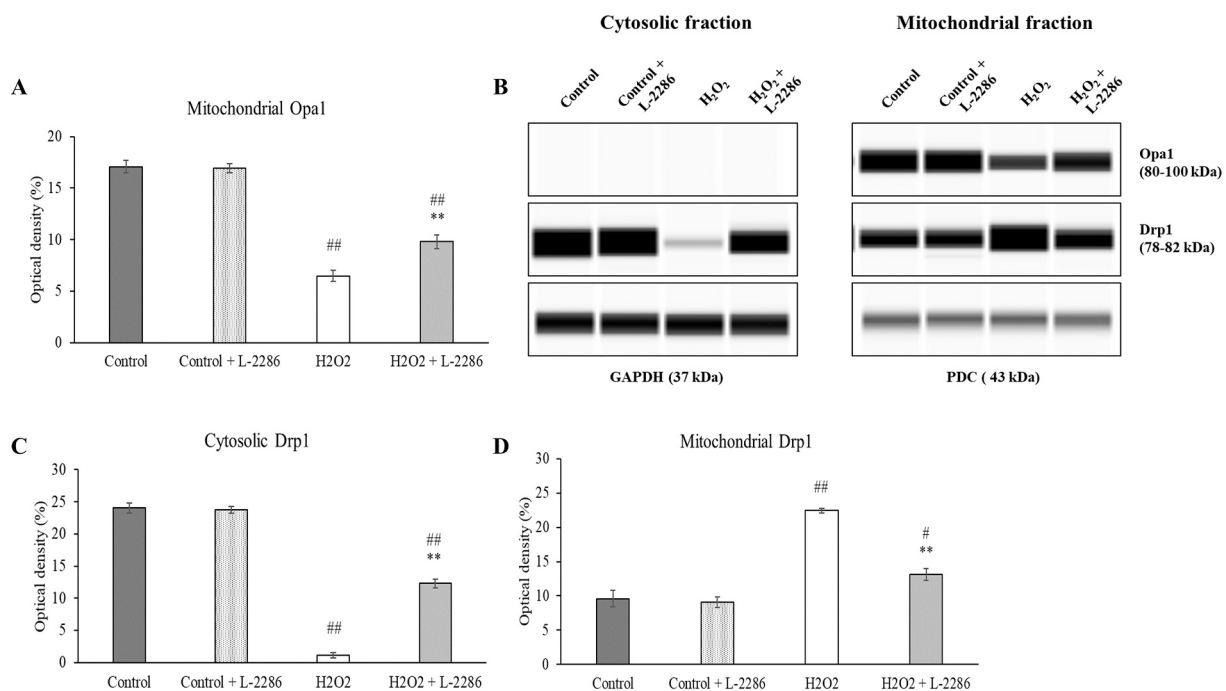 Cytosolic fraction
Mitochondrial fraction
A
Mitochondrial Opa1
Optical density (%)
20
15
10
5
0
##
##
**
Control
Control + L-2286
H2O2
H2O2 + L-2286
B
Control
Control +
L-2286
H₂O₂
H₂O₂ +
L-2286
Control
Control +
L-2286
H₂O₂
H₂O₂ +
L-2286
Opa1
(80-100 kDa)
Drp1
(78-82 kDa)
GAPDH (37 kDa)
PDC ( 43 kDa)
C
Cytosolic Drp1
Optical density (%)
30
25
20
15
10
5
0
##
##
**
Control
Control + L-2286
H2O2
H2O2 + L-2286
D
Mitochondrial Drp1
Optical density (%)
30
25
20
15
10
5
0
##
#
**
Control
Control + L-2286
H2O2
H2O2 + L-2286